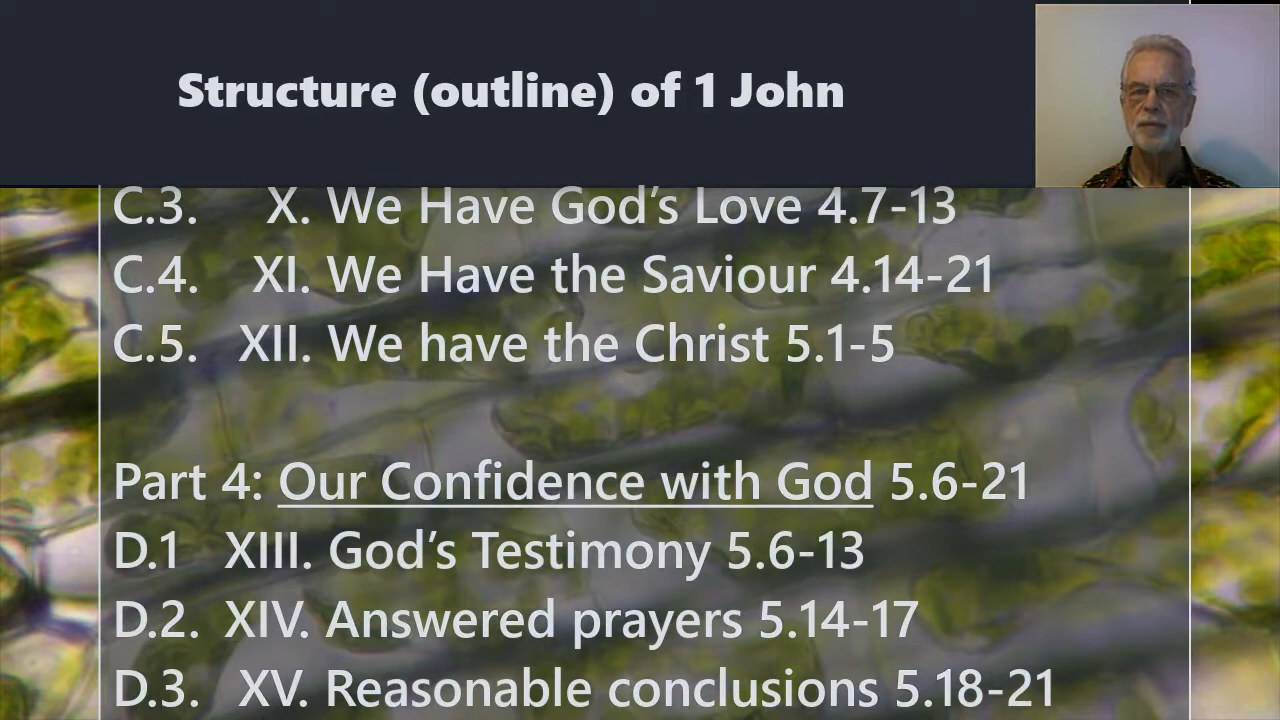 Structure (outline) of 1 John
C.3. X. We Have God’s Love 4.7-13
C.4. XI. We Have the Saviour 4.14-21
C.5. XII. We have the Christ 5.1-5
Part 4: Our Confidence with God 5.6-21
D.1 XIII. God’s Testimony 5.6-13
D.2. XIV. Answered prayers 5.14-17
D.3. XV. Reasonable conclusions 5.18-21